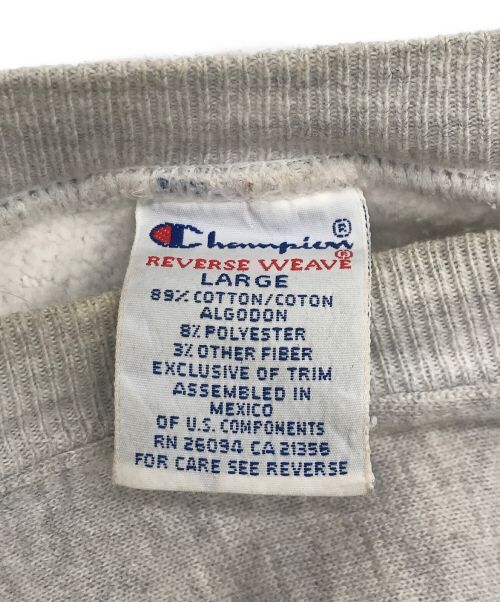 Champion®
REVERSE WEAVE®
LARGE
89% COTTON/COTON
ALGODON
8% POLYESTER
3% OTHER FIBER
EXCLUSIVE OF TRIM
ASSEMBLED IN
MEXICO
OF U.S. COMPONENTS
RN 26094 CA 21356
FOR CARE SEE REVERSE